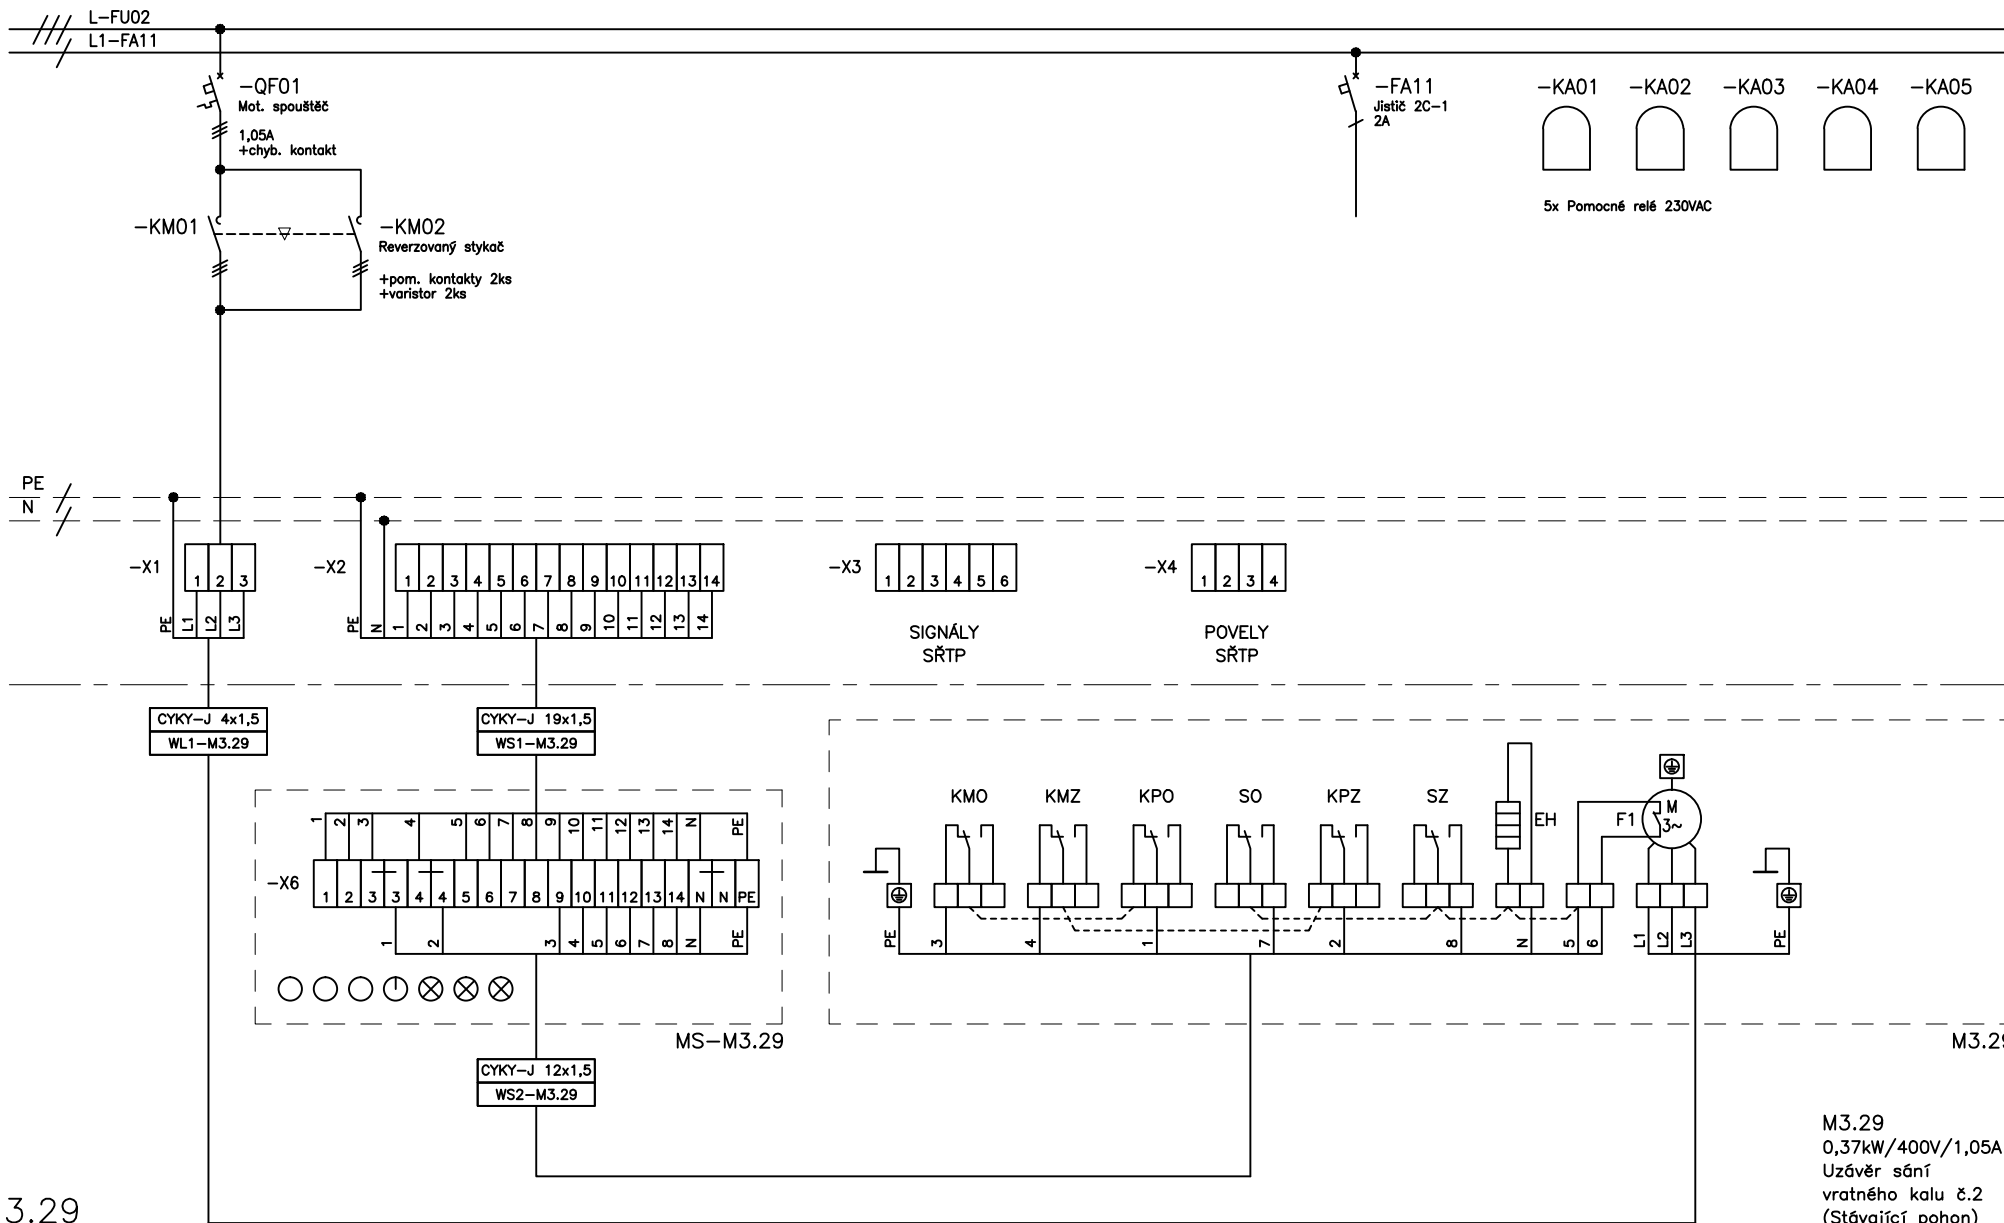 L-FU02
L1-FA11
-QF01
Mot. spouštěč
1,05A
+chyb. kontakt
-FA11
Jistič 2C-1
2A
-KA01 -KA02 -KA03 -KA04 -KA05
5x Pomocné relé 230VAC
-KM01
-KM02
Reverzovaný stykač
+pom. kontakty 2ks
+varistor 2ks
PE
N
-X1
1 2 3
PE L1 L2 L3
-X2
1 2 3 4 5 6 7 8 9 10 11 12 13 14
PE N 1 2 3 4 5 6 7 8 9 10 11 12 13 14
-X3
1 2 3 4 5 6
SIGNÁLY
SŘTP
-X4
1 2 3 4
POVELY
SŘTP
CYKY-J 4x1,5
WL1-M3.29
CYKY-J 19x1,5
WS1-M3.29
1 2 3 4 5 6 7 8 9 10 11 12 13 14 N PE
-X6
1 2 3 3 4 4 5 6 7 8 9 10 11 12 13 14 N N PE
1 2 3 4 5 6 7 8 N PE
MS-M3.29
CYKY-J 12x1,5
WS2-M3.29
KMO KMZ KPO SO KPZ SZ
EH
F1
M
3~
PE 3 4 1 7 2 8 N 5 6 L1 L2 L3 PE
M3.29
M3.29
0,37kW/400V/1,05A
Uzávěr sání
vratného kalu č.2
(Stávající pohon)
3.29